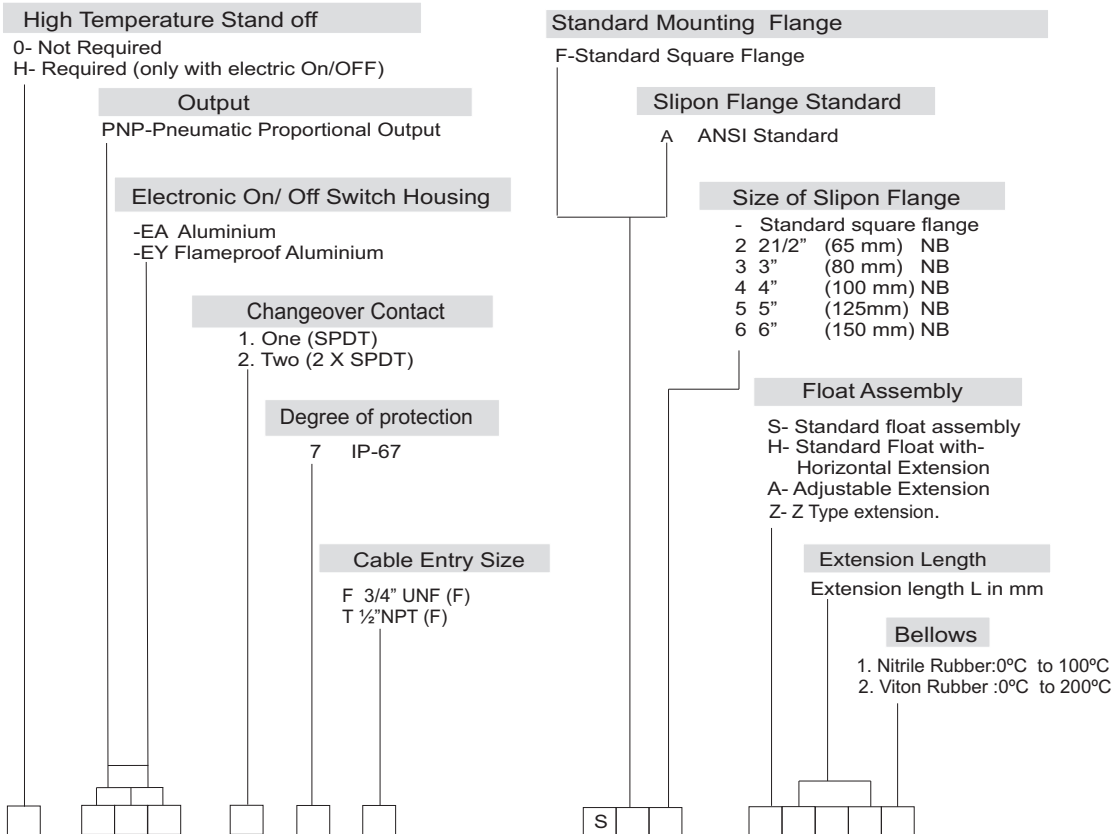 High Temperature Stand off
0- Not Required
H- Required (only with electric On/OFF)
Output
PNP-Pneumatic Proportional Output
Electronic On/ Off Switch Housing
-EA Aluminium
-EY Flameproof Aluminium
Changeover Contact
1. One (SPDT)
2. Two (2 X SPDT)
Degree of protection
7 IP-67
Cable Entry Size
F 3/4” UNF (F)
T ½”NPT (F)
Standard Mounting Flange
F-Standard Square Flange
Slipon Flange Standard
A ANSI Standard
Size of Slipon Flange
- Standard square flange
2 21/2” (65 mm) NB
3 3” (80 mm) NB
4 4” (100 mm) NB
5 5” (125mm) NB
6 6” (150 mm) NB
Float Assembly
S- Standard float assembly
H- Standard Float with-
Horizontal Extension
A- Adjustable Extension
Z- Z Type extension.
Extension Length
Extension length L in mm
Bellows
1. Nitrile Rubber:0ºC to 100ºC
2. Viton Rubber :0ºC to 200ºC
S